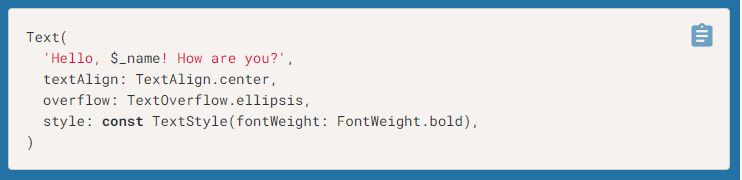 Text(
  'Hello, $_name! How are you?',
  textAlign: TextAlign.center,
  overflow: TextOverflow.ellipsis,
  style: const TextStyle(fontWeight: FontWeight.bold),
)